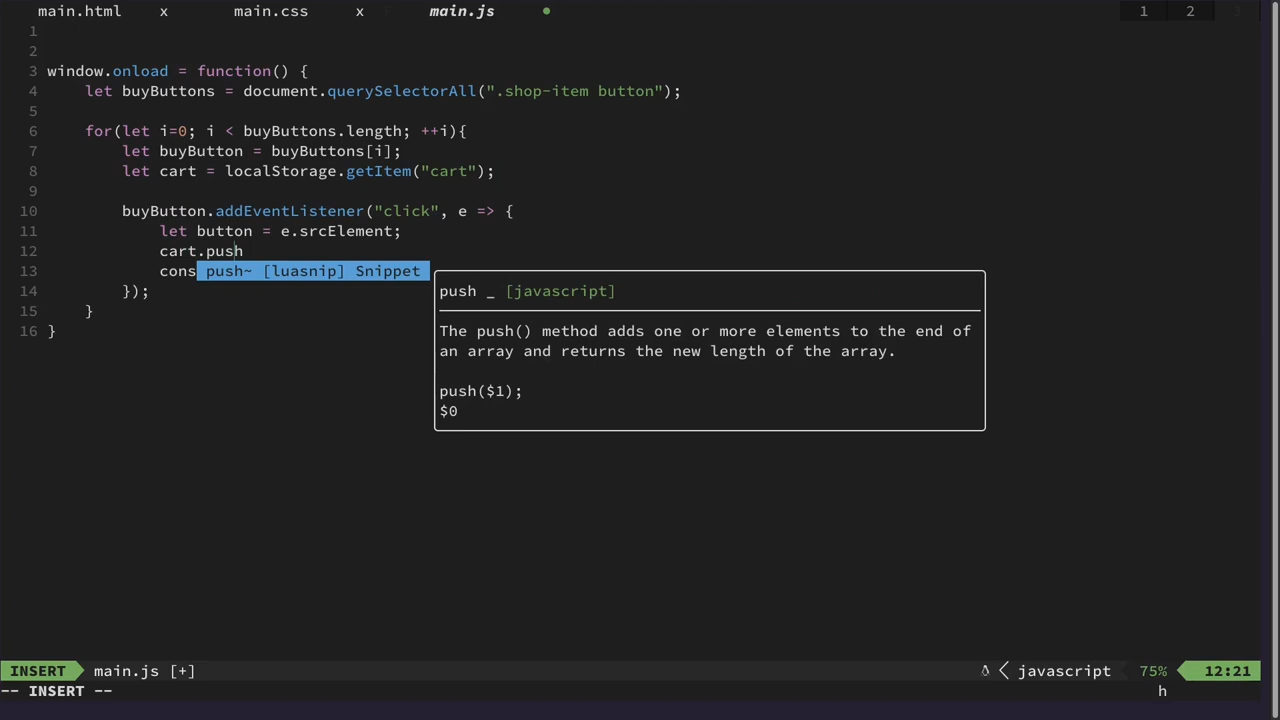 main.html x main.css x main.js ● 1 2 3
1
2
3 window.onload = function() {
4 let buyButtons = document.querySelectorAll(".shop-item button");
5
6 for(let i=0; i < buyButtons.length; ++i){
7 let buyButton = buyButtons[i];
8 let cart = localStorage.getItem("cart");
9
10 buyButton.addEventListener("click", e => {
11 let button = e.srcElement;
12 cart.push
13 cons push~ [luasnip] Snippet
14 });
15 }
16 }
push _ [javascript]
The push() method adds one or more elements to the end of
an array and returns the new length of the array.
push($1);
$0
INSERT main.js [+] javascript 75% 12:21
-- INSERT -- h